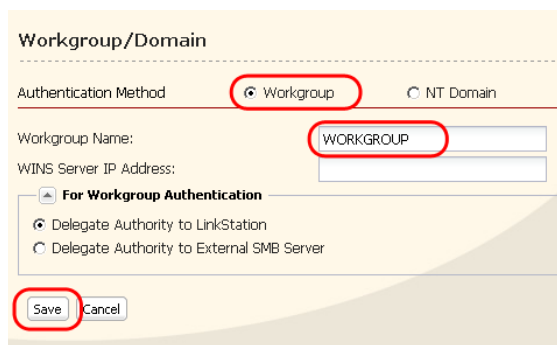 Workgroup/Domain
Authentication Method Workgroup NT Domain
Workgroup Name: WORKGROUP
WINS Server IP Address:
For Workgroup Authentication
Delegate Authority to LinkStation
Delegate Authority to External SMB Server
Save Cancel